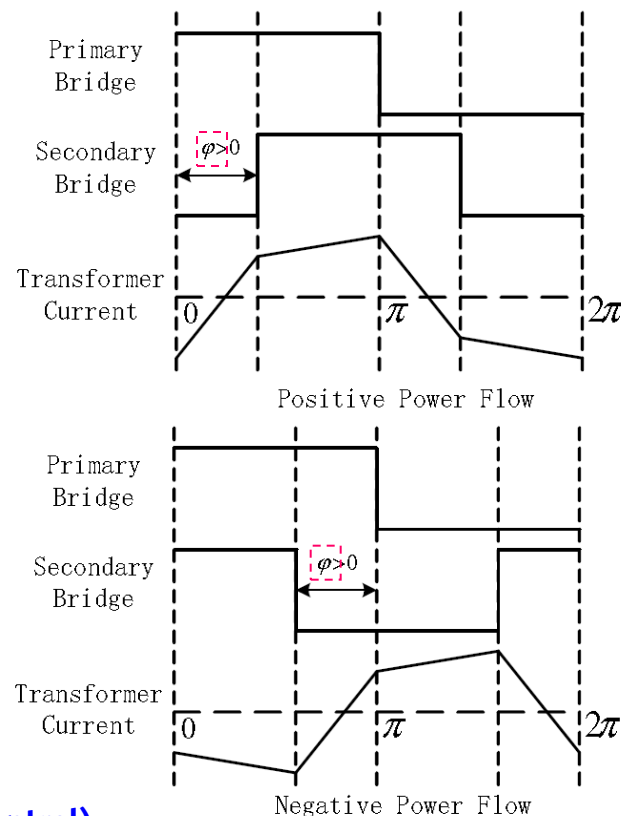 Primary
Bridge
Secondary
Bridge
φ>0
Transformer
Current
0
π
2π
Positive Power Flow
Primary
Bridge
Secondary
Bridge
φ>0
Transformer
Current
0
π
2π
Negative Power Flow